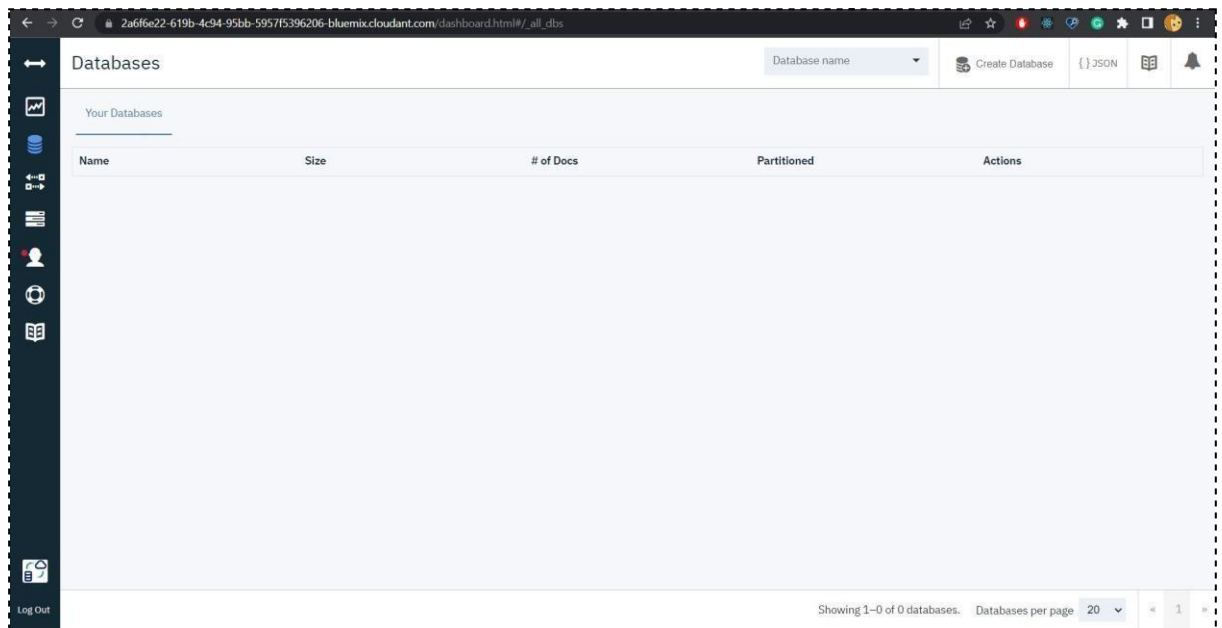 2a6f6e22-619b-4c94-95bb-5957f5396206-bluemix.cloudant.com/dashboard.html#/_all_dbs
Databases
Database name
Create Database
{ } JSON
Your Databases
Name Size # of Docs Partitioned Actions
Log Out
Showing 1–0 of 0 databases. Databases per page 20 « 1 »